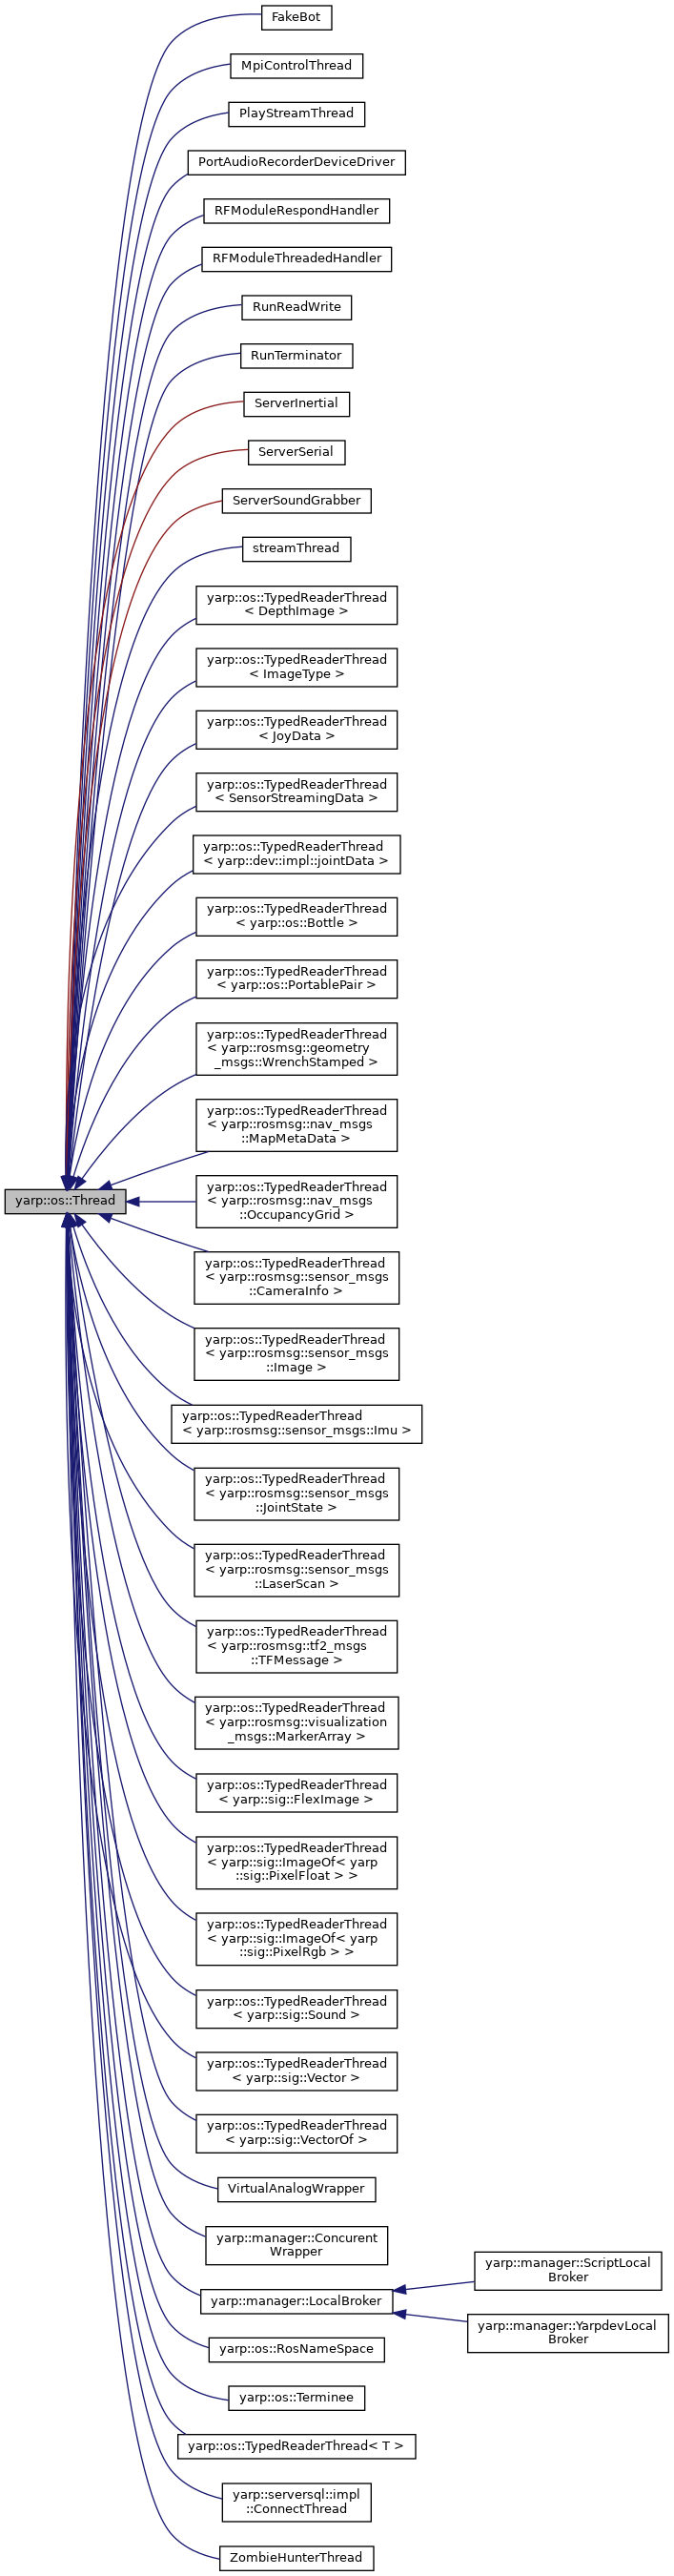 FakeBot
MpiControlThread
PlayStreamThread
PortAudioRecorderDeviceDriver
RFModuleRespondHandler
RFModuleThreadedHandler
RunReadWrite
RunTerminator
ServerInertial
ServerSerial
ServerSoundGrabber
streamThread
yarp::os::TypedReaderThread
< DepthImage >
yarp::os::TypedReaderThread
< ImageType >
yarp::os::TypedReaderThread
< JoyData >
yarp::os::TypedReaderThread
< SensorStreamingData >
yarp::os::TypedReaderThread
< yarp::dev::impl::jointData >
yarp::os::TypedReaderThread
< yarp::os::Bottle >
yarp::os::TypedReaderThread
< yarp::os::PortablePair >
yarp::os::TypedReaderThread
< yarp::rosmsg::geometry
_msgs::WrenchStamped >
yarp::os::TypedReaderThread
< yarp::rosmsg::nav_msgs
::MapMetaData >
yarp::os::Thread
yarp::os::TypedReaderThread
< yarp::rosmsg::nav_msgs
::OccupancyGrid >
yarp::os::TypedReaderThread
< yarp::rosmsg::sensor_msgs
::CameraInfo >
yarp::os::TypedReaderThread
< yarp::rosmsg::sensor_msgs
::Image >
yarp::os::TypedReaderThread
< yarp::rosmsg::sensor_msgs::Imu >
yarp::os::TypedReaderThread
< yarp::rosmsg::sensor_msgs
::JointState >
yarp::os::TypedReaderThread
< yarp::rosmsg::sensor_msgs
::LaserScan >
yarp::os::TypedReaderThread
< yarp::rosmsg::tf2_msgs
::TFMessage >
yarp::os::TypedReaderThread
< yarp::rosmsg::visualization
_msgs::MarkerArray >
yarp::os::TypedReaderThread
< yarp::sig::FlexImage >
yarp::os::TypedReaderThread
< yarp::sig::ImageOf< yarp
::sig::PixelFloat > >
yarp::os::TypedReaderThread
< yarp::sig::ImageOf< yarp
::sig::PixelRgb > >
yarp::os::TypedReaderThread
< yarp::sig::Sound >
yarp::os::TypedReaderThread
< yarp::sig::Vector >
yarp::os::TypedReaderThread
< yarp::sig::VectorOf >
VirtualAnalogWrapper
yarp::manager::Concurent
Wrapper
yarp::manager::LocalBroker
yarp::manager::ScriptLocal
Broker
yarp::manager::YarpdevLocal
Broker
yarp::os::RosNameSpace
yarp::os::Terminee
yarp::os::TypedReaderThread< T >
yarp::serversql::impl
::ConnectThread
ZombieHunterThread